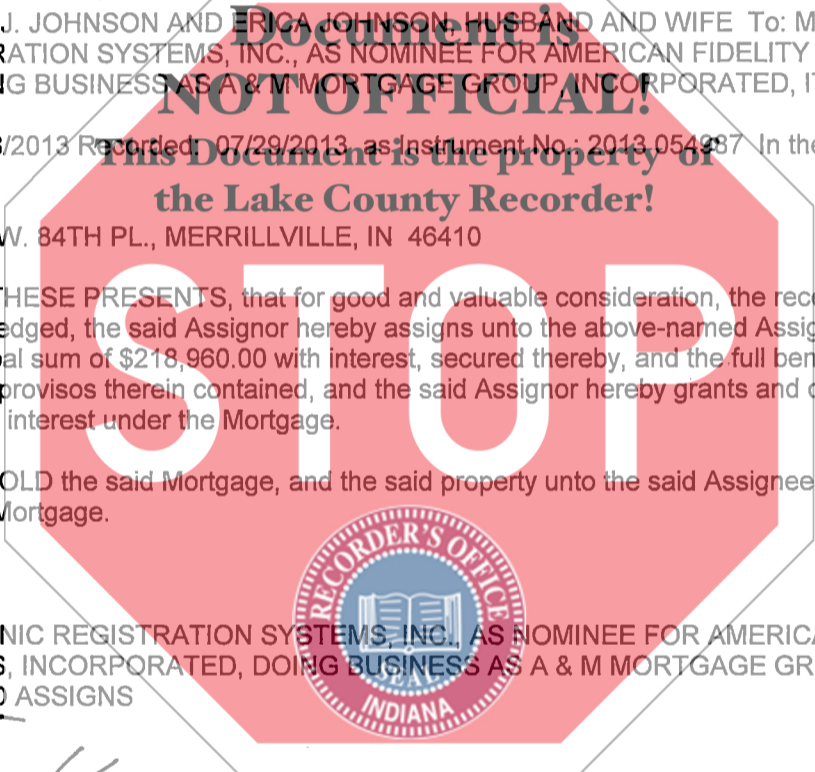 J. JOHNSON AND ERICA JOHNSON, HUSBAND AND WIFE To: M
Document is
RATION SYSTEMS, INC., AS NOMINEE FOR AMERICAN FIDELITY
NG BUSINESS AS A & M MORTGAGE GROUP, INCORPORATED, I
NOT OFFICIAL!
/2013 Recorded: 07/29/2013 as Instrument No.: 2013 054987 In the
This Document is the property of
the Lake County Recorder!
W. 84TH PL., MERRILLVILLE, IN 46410
THESE PRESENTS, that for good and valuable consideration, the rece
edged, the said Assignor hereby assigns unto the above-named Assig
al sum of $218,960.00 with interest, secured thereby, and the full ben
provisos therein contained, and the said Assignor hereby grants and
interest under the Mortgage.
STOP
OLD the said Mortgage, and the said property unto the said Assignee
Mortgage.
RECORDER'S OFFICE
NIC REGISTRATION SYSTEMS, INC., AS NOMINEE FOR AMERICA
S, INCORPORATED, DOING BUSINESS AS A & M MORTGAGE GR
SEAL
ASSIGNS
INDIANA